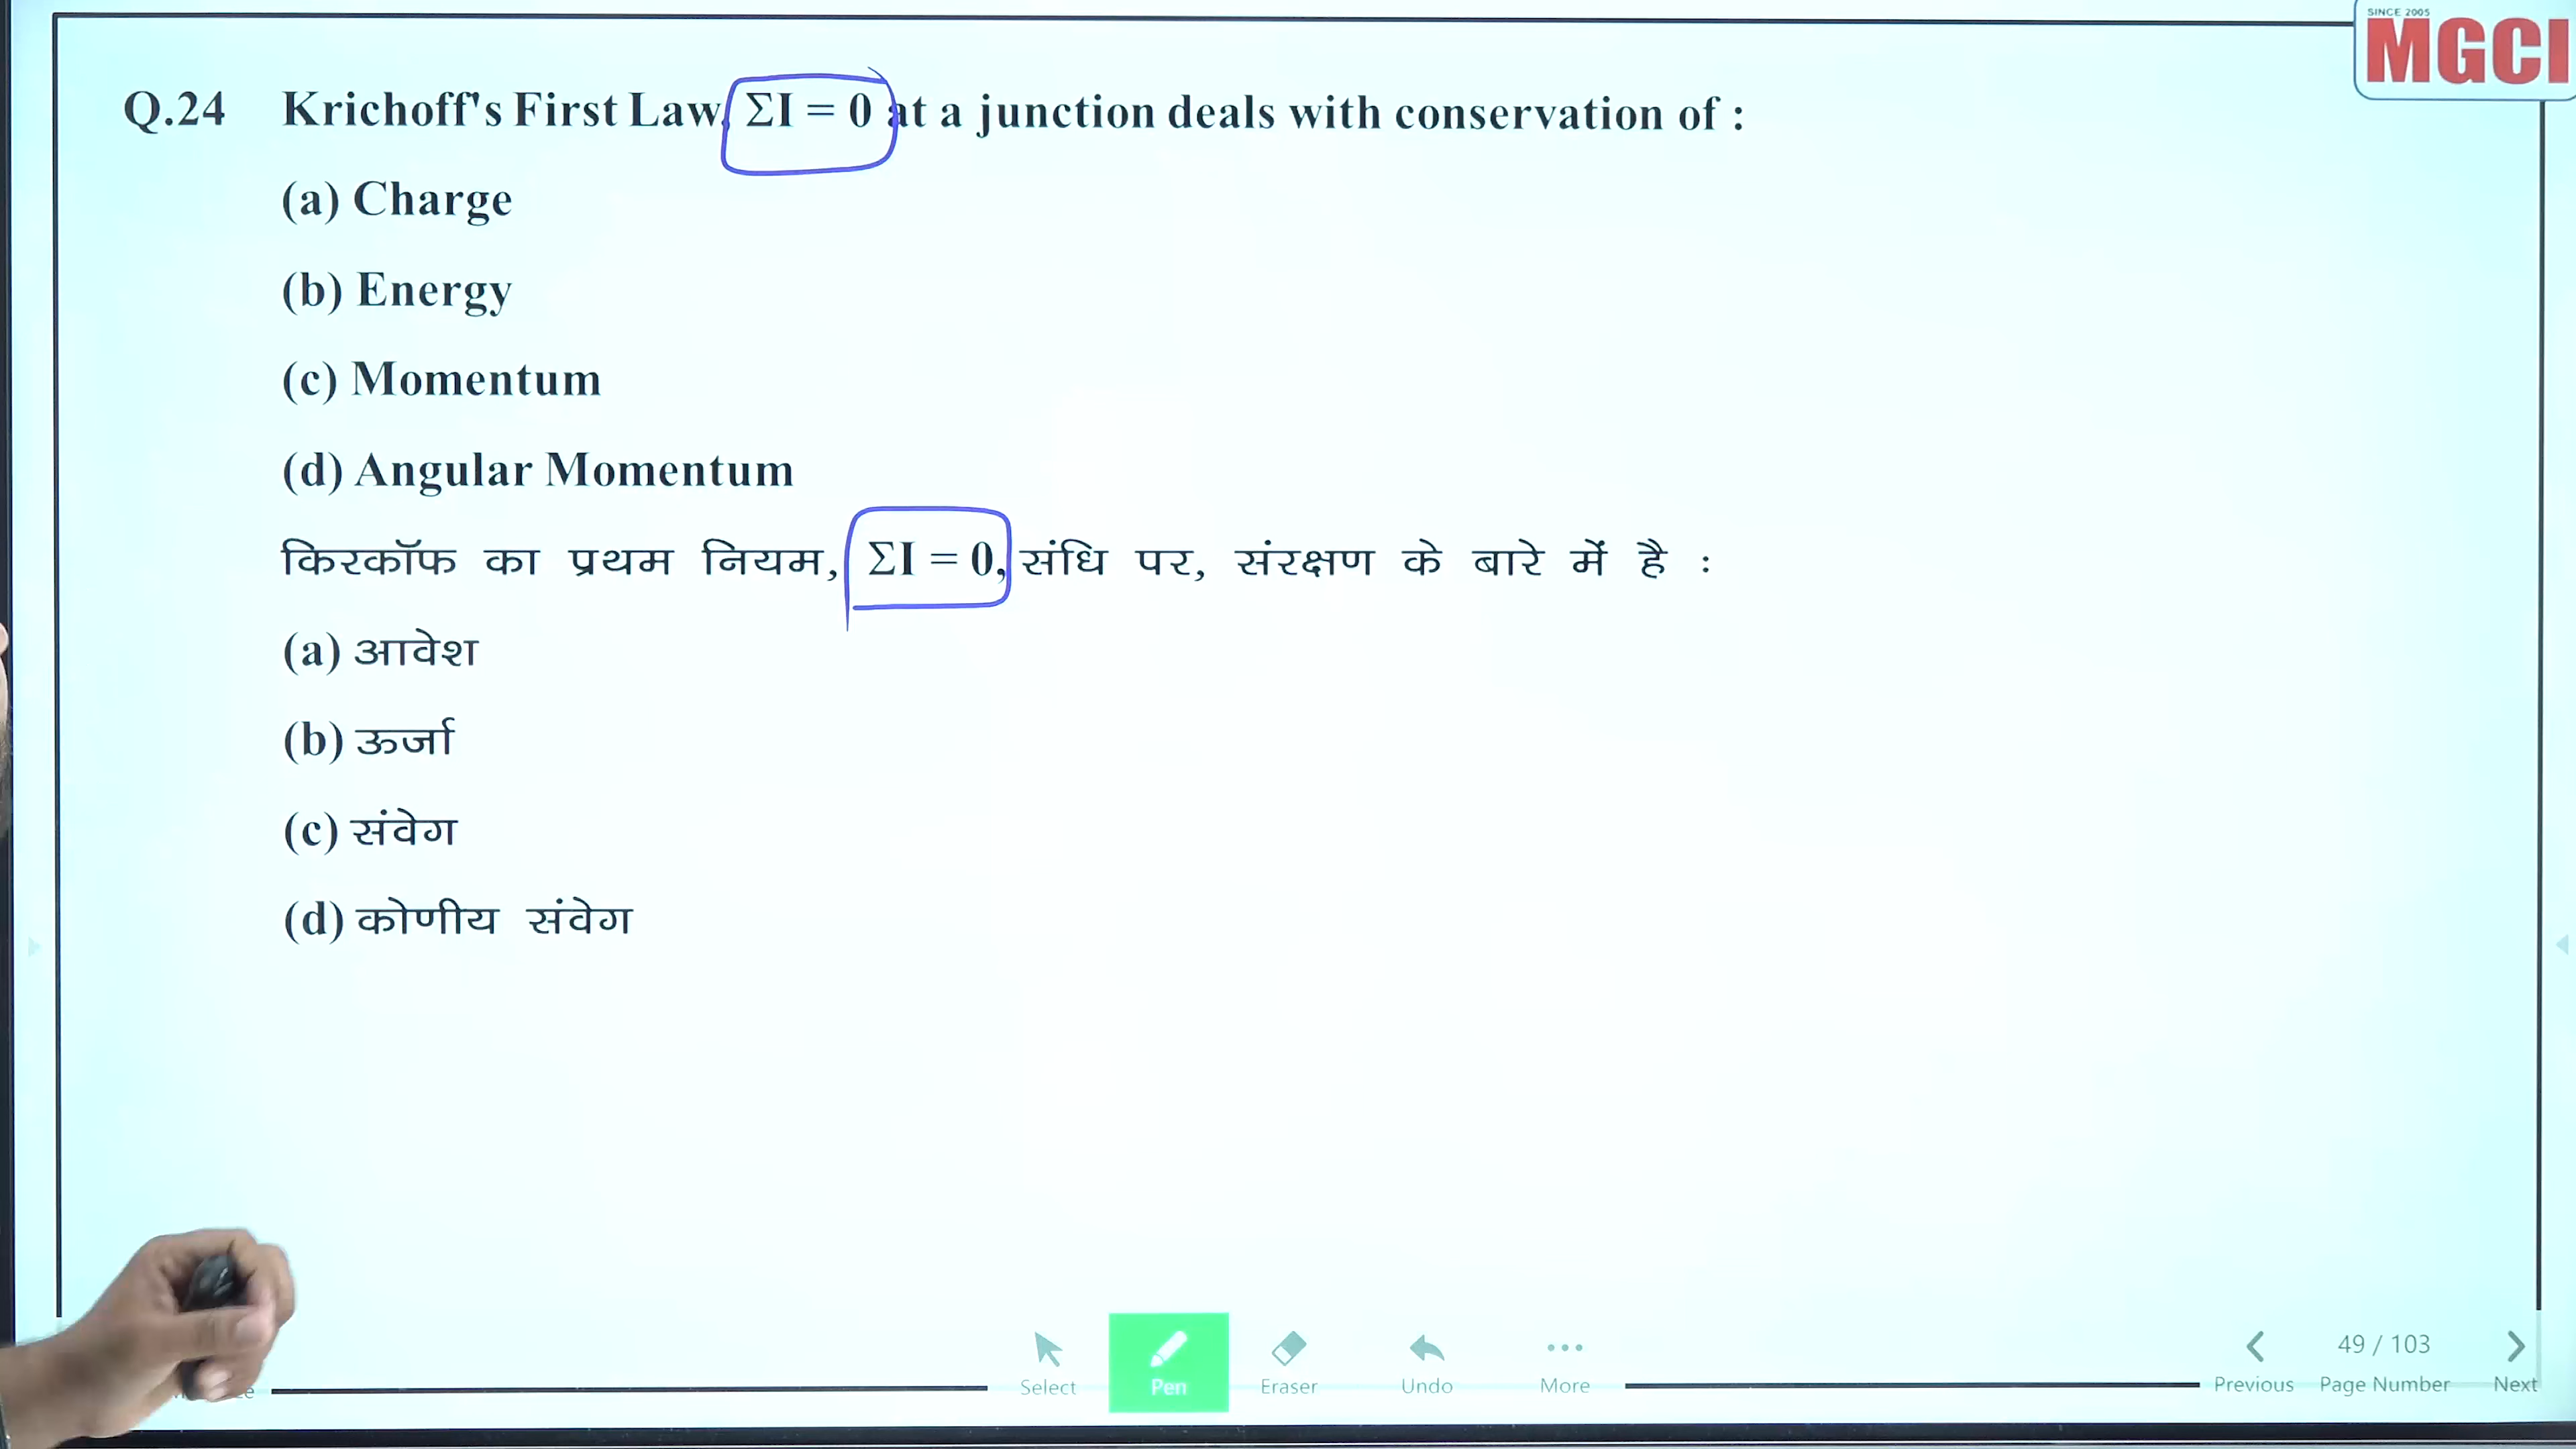 SINCE 2005
MGCI
Q.24 Krichoff's First Law, ΣI = 0 at a junction deals with conservation of :
(a) Charge
(b) Energy
(c) Momentum
(d) Angular Momentum
किरकॉफ का प्रथम नियम, ΣI = 0, संधि पर, संरक्षण के बारे में है :
(a) आवेश
(b) ऊर्जा
(c) संवेग
(d) कोणीय संवेग
Select Pen Eraser Undo More
49 / 103
Previous Page Number Next